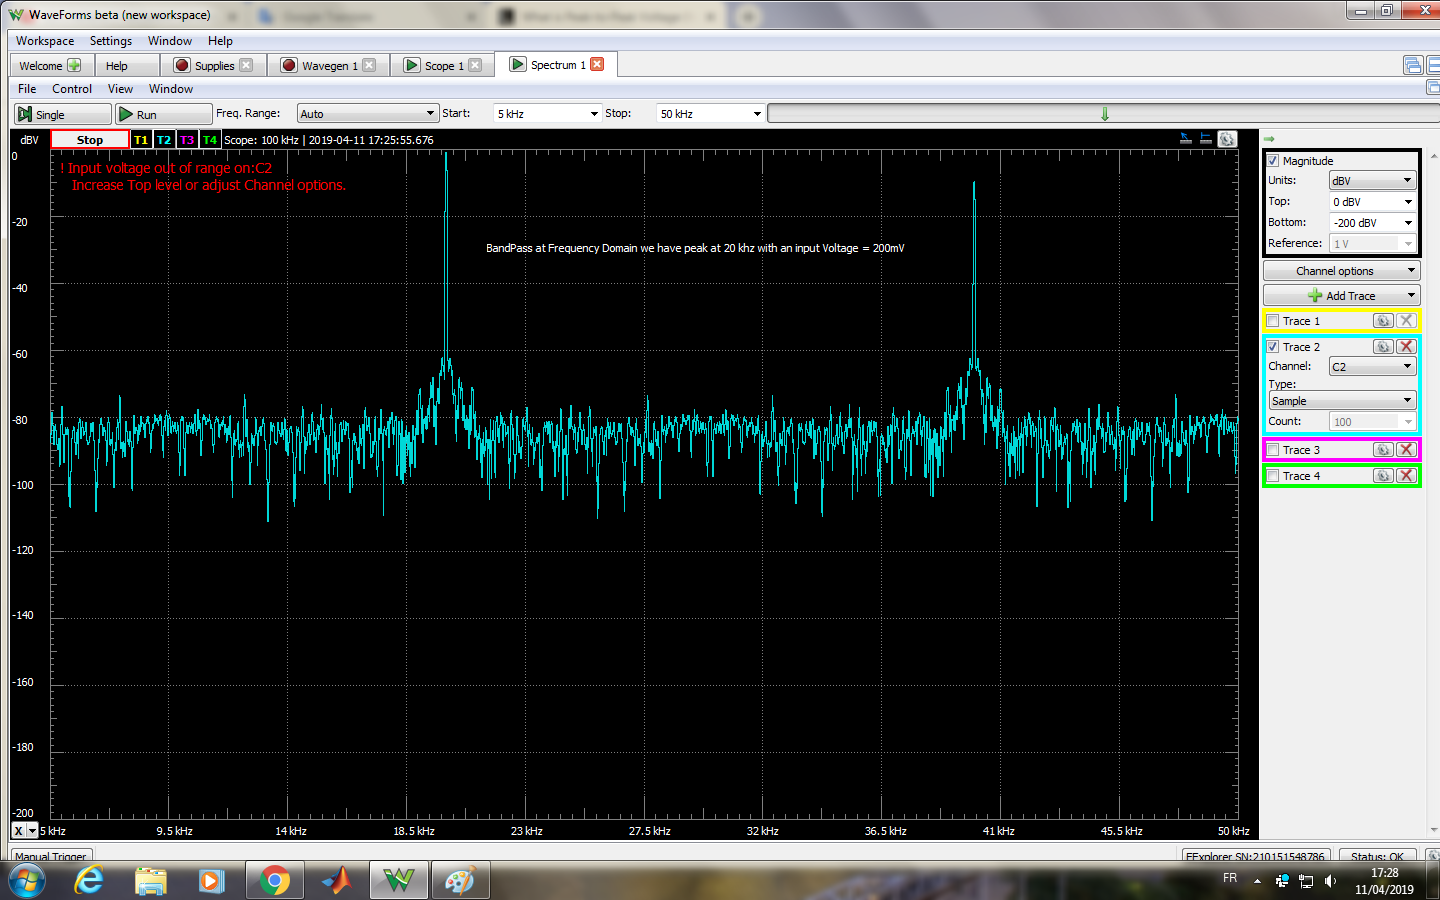 WaveForms beta (new workspace)
Workspace Settings Window Help
Welcome Help Supplies Wavegen 1 Scope 1 Spectrum 1
File Control View Window
Single Run Freq. Range: Auto Start: 5 kHz Stop: 50 kHz
dBV Stop T1 T2 T3 T4 Scope: 100 kHz | 2019-04-11 17:25:55.676
! Input voltage out of range on:C2
Increase Top level or adjust Channel options.
BandPass at Frequency Domain we have peak at 20 khz with an input Voltage = 200mV
0
-20
-40
-60
-80
-100
-120
-140
-160
-180
-200
X 5 kHz 9.5 kHz 14 kHz 18.5 kHz 23 kHz 27.5 kHz 32 kHz 36.5 kHz 41 kHz 45.5 kHz 50 kHz
Magnitude
Units: dBV
Top: 0 dBV
Bottom: -200 dBV
Reference: 1 V
Channel options
Add Trace
Trace 1
Trace 2
Channel: C2
Type:
Sample
Count: 100
Trace 3
Trace 4
Manual Trigger EExplorer SN:210151548786 Status: OK
FR 17:28
11/04/2019